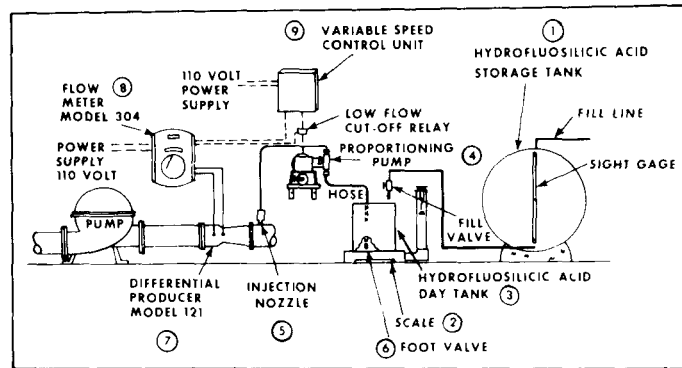 ⑨ VARIABLE SPEED
CONTROL UNIT
①
HYDROFLUOSILICIC ACID
STORAGE TANK
FLOW ⑧
METER
MODEL 304
110 VOLT
POWER
SUPPLY
FILL LINE
LOW FLOW
CUT-OFF RELAY
PROPORTIONING
PUMP
④
POWER
SUPPLY
110 VOLT
SIGHT GAGE
HOSE
PUMP
FILL
VALVE
DIFFERENTIAL
PRODUCER
MODEL 121
⑦
INJECTION
NOZZLE
⑤
HYDROFLUOSILICIC ACID
DAY TANK ③
SCALE ②
⑥ FOOT VALVE